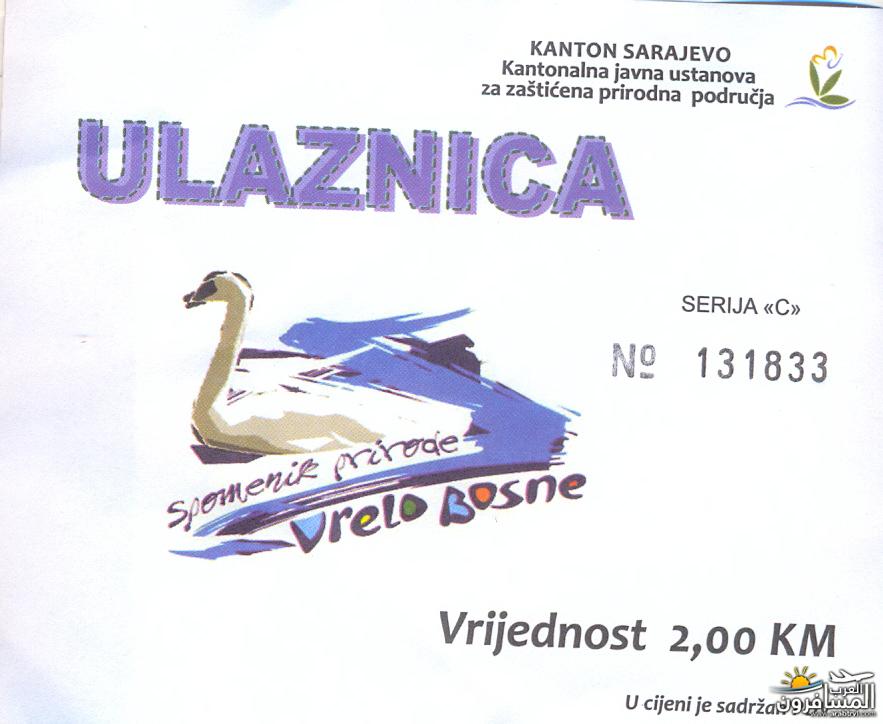 KANTON SARAJEVO
Kantonalna javna ustanova
za zaštićena prirodna područja
ULAZNICA
SERIJA «C»
Nº 131833
Spomenik prirode
Vrelo Bosne
Vrijednost 2,00 KM
U cijeni je
العرب
المسافرون